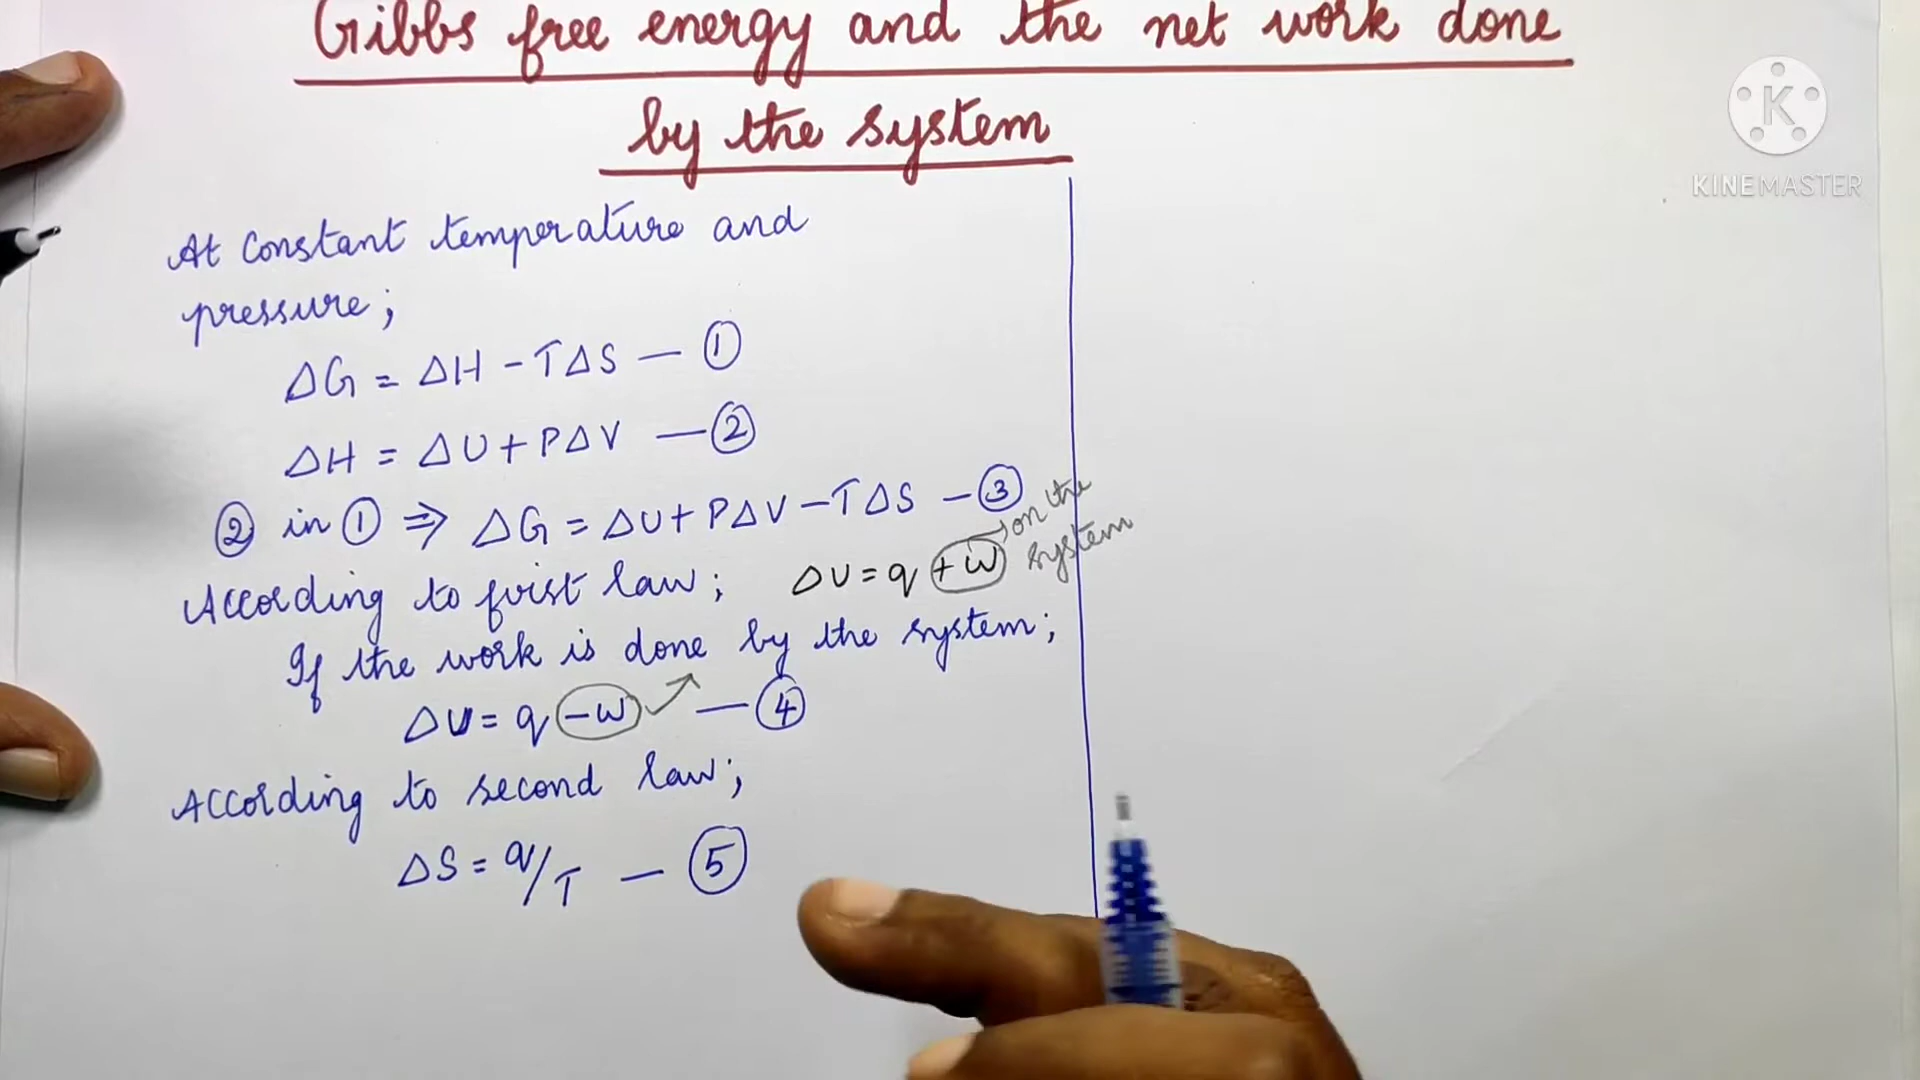 Gibbs free energy and the net work done
by the system
K
KINEMASTER
At constant temperature and
pressure;
ΔG = ΔH - TΔS — ①
ΔH = ΔU + PΔV — ②
② in ① ⇒ ΔG = ΔU + PΔV - TΔS — ③
According to first law; ΔU = q +W → on the
system
If the work is done by the system;
ΔU = q -W — ④
According to second law;
ΔS = q/T — ⑤